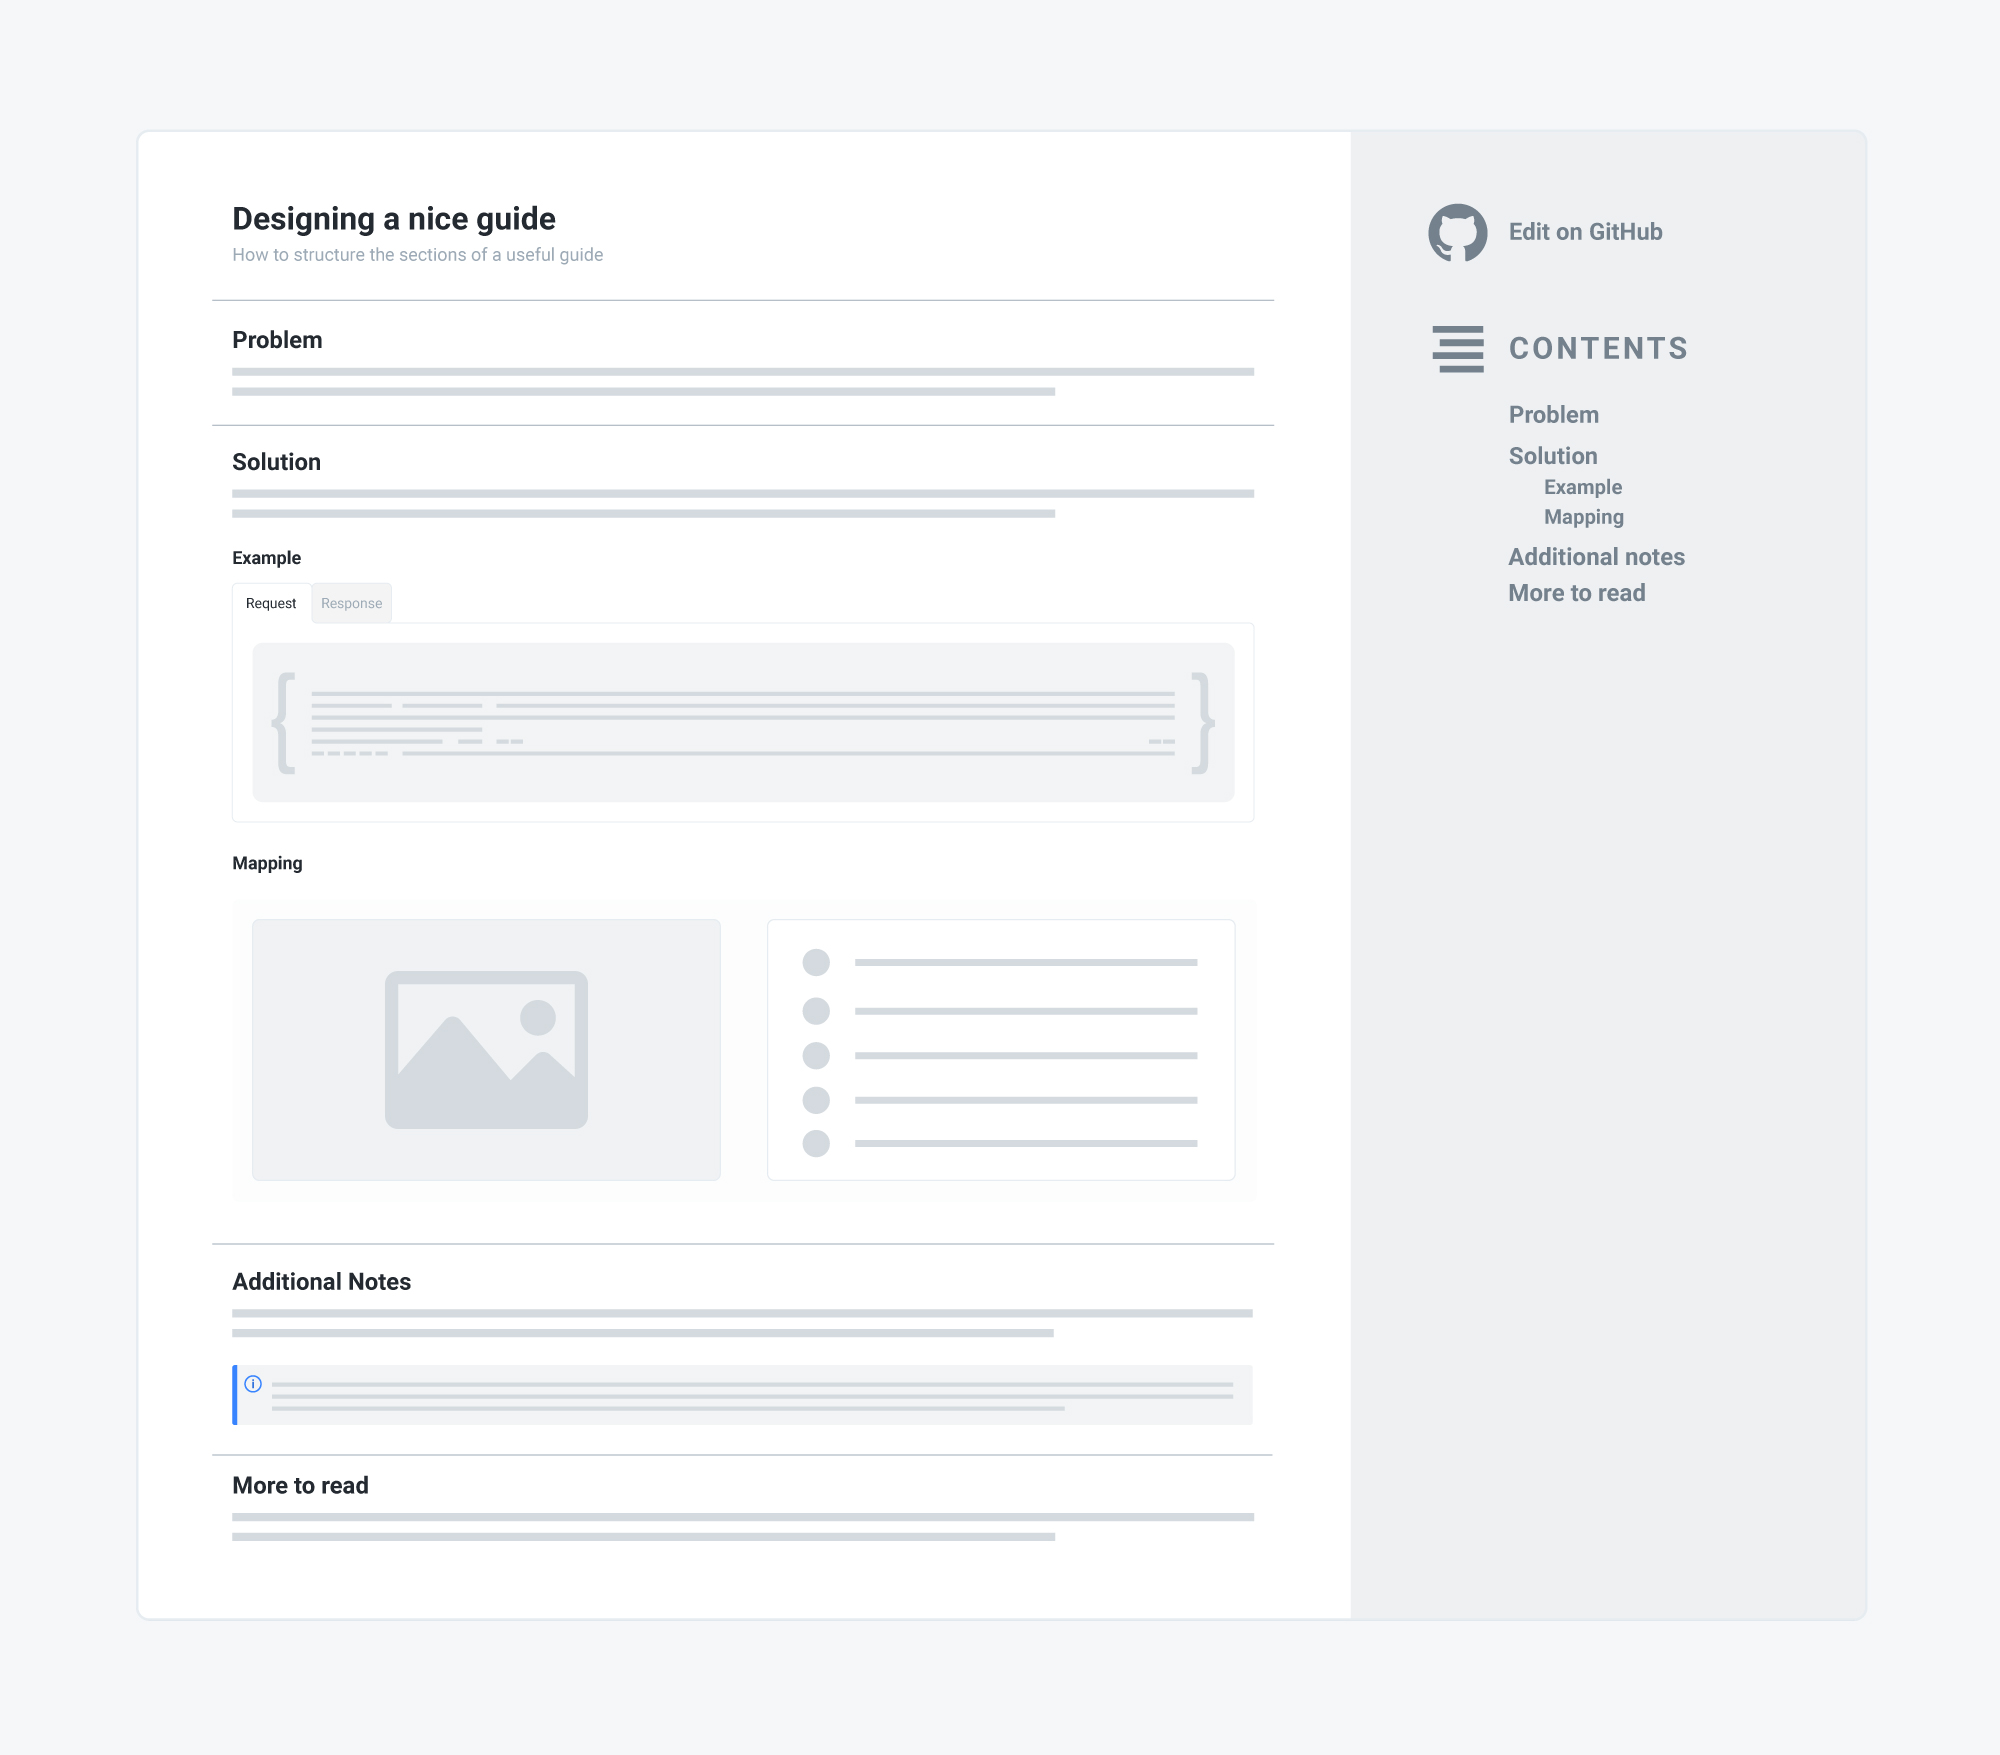 Designing a nice guide
How to structure the sections of a useful guide
Problem
Solution
Example
Request
Response
{
}
Mapping
Additional Notes
More to read
Edit on GitHub
CONTENTS
Problem
Solution
Example
Mapping
Additional notes
More to read